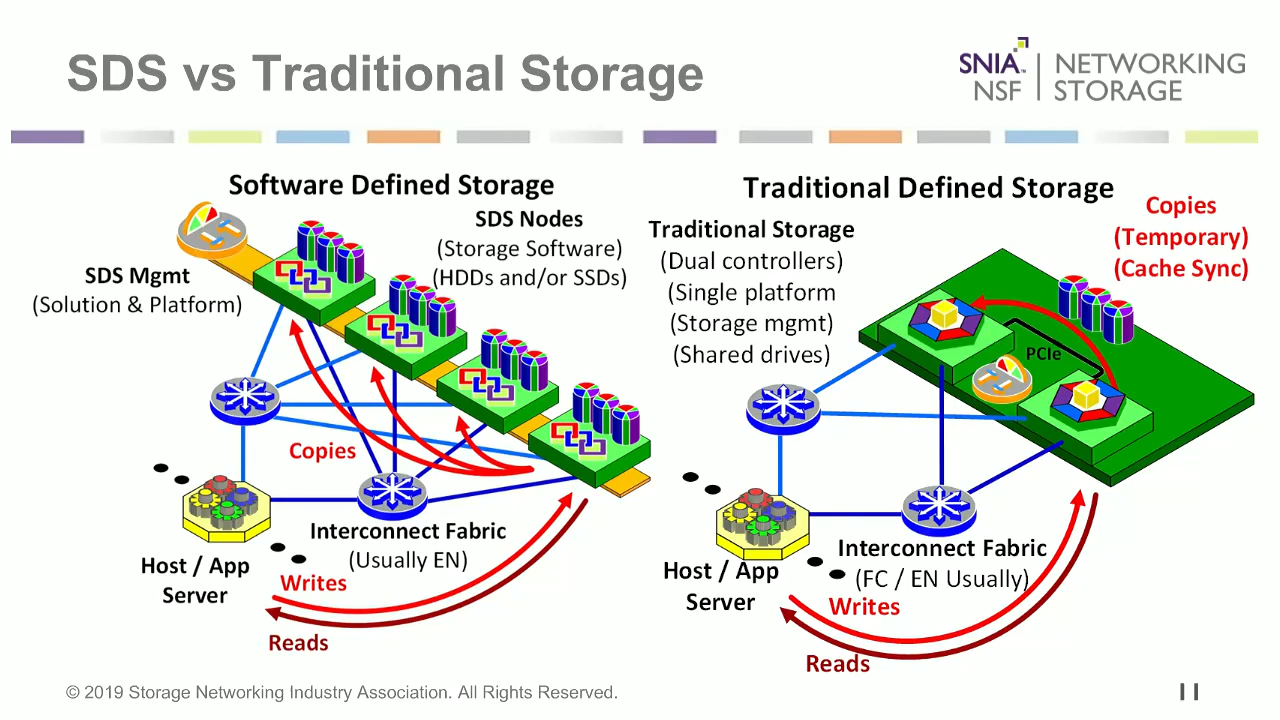 SDS vs Traditional Storage
SNIA™ NSF | NETWORKING STORAGE
Software Defined Storage
SDS Nodes
(Storage Software)
(HDDs and/or SSDs)
SDS Mgmt
(Solution & Platform)
Copies
Interconnect Fabric
(Usually EN)
Host / App
Server
Writes
Reads
Traditional Defined Storage
Copies
(Temporary)
(Cache Sync)
Traditional Storage
(Dual controllers)
(Single platform
(Storage mgmt)
(Shared drives)
PCIe
Interconnect Fabric
(FC / EN Usually)
Host / App
Server
Writes
Reads
© 2019 Storage Networking Industry Association. All Rights Reserved.
11